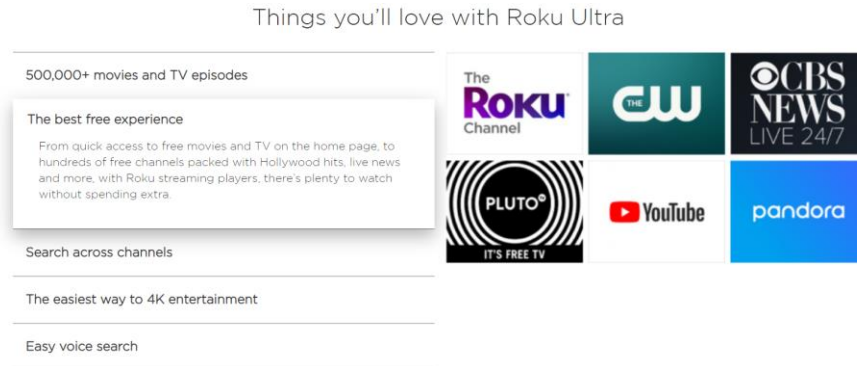 Things you'll love with Roku Ultra
500,000+ movies and TV episodes
The best free experience
From quick access to free movies and TV on the home page, to
hundreds of free channels packed with Hollywood hits, live news
and more, with Roku streaming players, there's plenty to watch
without spending extra.
Search across channels
The easiest way to 4K entertainment
Easy voice search
The
Roku
Channel
THE CW
CBS
NEWS
LIVE 24/7
PLUTO TV
IT'S FREE TV
YouTube
pandora